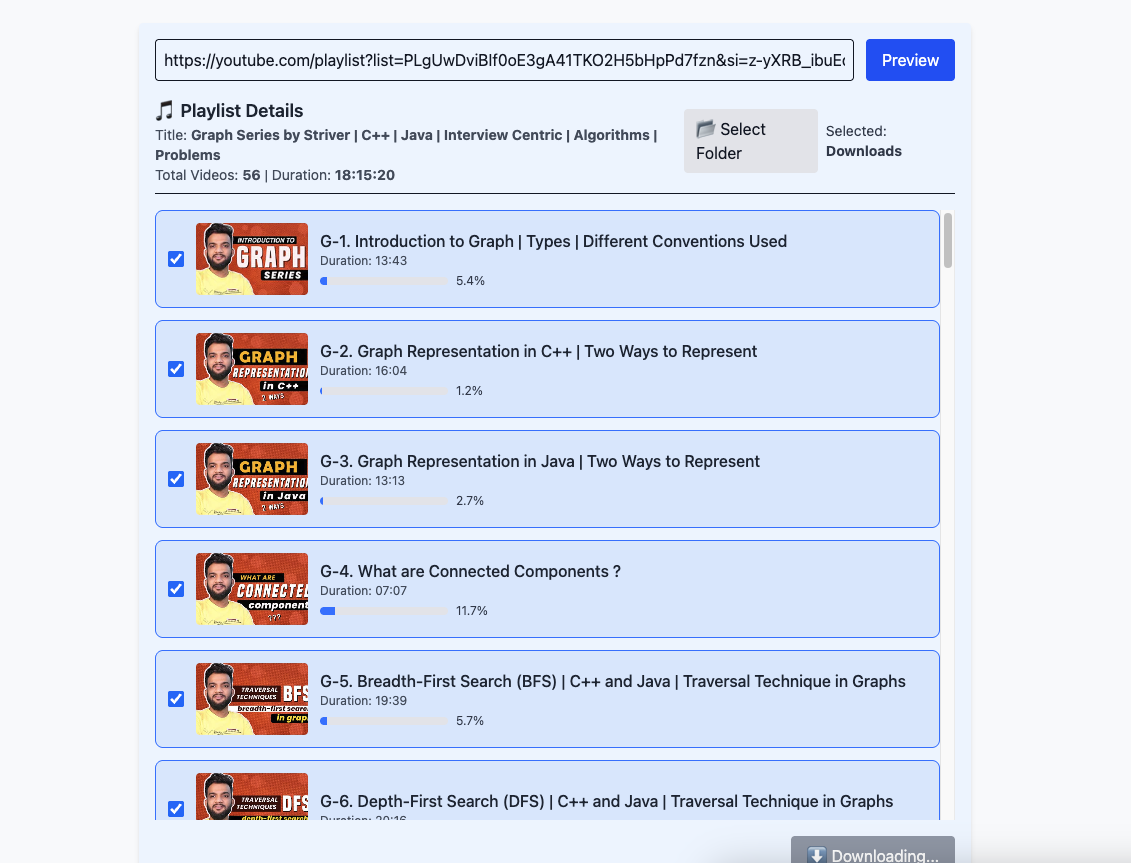 https://youtube.com/playlist?list=PLgUwDviBIf0oE3gA41TKO2H5bHpPd7fzn&si=z-yXRB_ibuE
Preview
🎵 Playlist Details
Title: Graph Series by Striver | C++ | Java | Interview Centric | Algorithms |
Problems
Total Videos: 56 | Duration: 18:15:20
📂 Select
Folder
Selected:
Downloads
INTRODUCTION TO
GRAPH
SERIES
G-1. Introduction to Graph | Types | Different Conventions Used
Duration: 13:43
5.4%
GRAPH
REPRESENTATION
in C++
2 WAYS
G-2. Graph Representation in C++ | Two Ways to Represent
Duration: 16:04
1.2%
GRAPH
REPRESENTATION
in Java
2 WAYS
G-3. Graph Representation in Java | Two Ways to Represent
Duration: 13:13
2.7%
WHAT ARE
CONNECTED
component
???
G-4. What are Connected Components ?
Duration: 07:07
11.7%
TRAVERSAL
TECHNIQUES
BFS
breadth-first search
in graph
G-5. Breadth-First Search (BFS) | C++ and Java | Traversal Technique in Graphs
Duration: 19:39
5.7%
TRAVERSAL
TECHNIQUES
DFS
depth-first search
G-6. Depth-First Search (DFS) | C++ and Java | Traversal Technique in Graphs
Duration: 20:16
⬇️ Downloading...